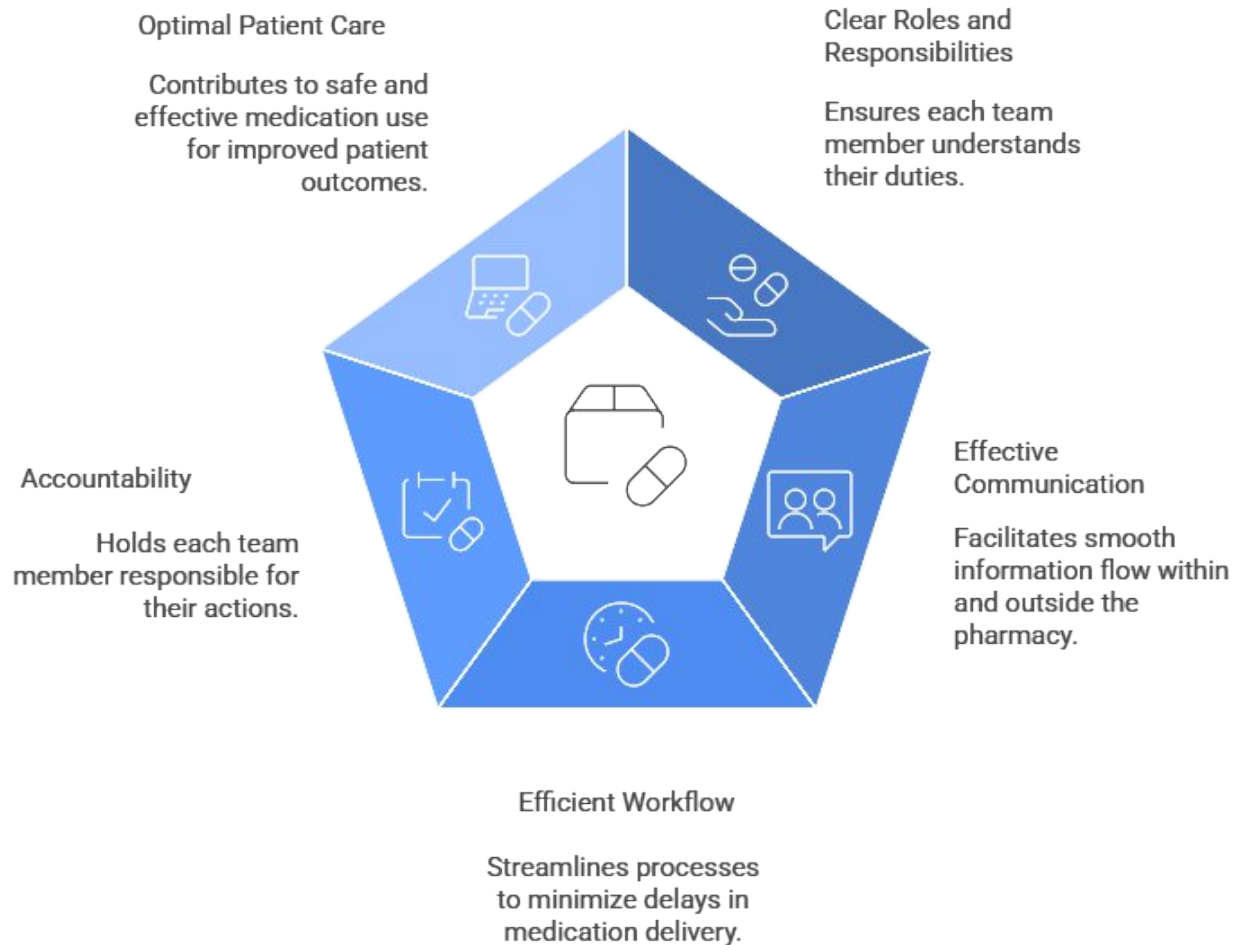 Optimal Patient Care
Contributes to safe and
effective medication use
for improved patient
outcomes.
Clear Roles and
Responsibilities
Ensures each team
member understands
their duties.
Accountability
Holds each team
member responsible for
their actions.
Effective
Communication
Facilitates smooth
information flow within
and outside the
pharmacy.
Efficient Workflow
Streamlines processes
to minimize delays in
medication delivery.